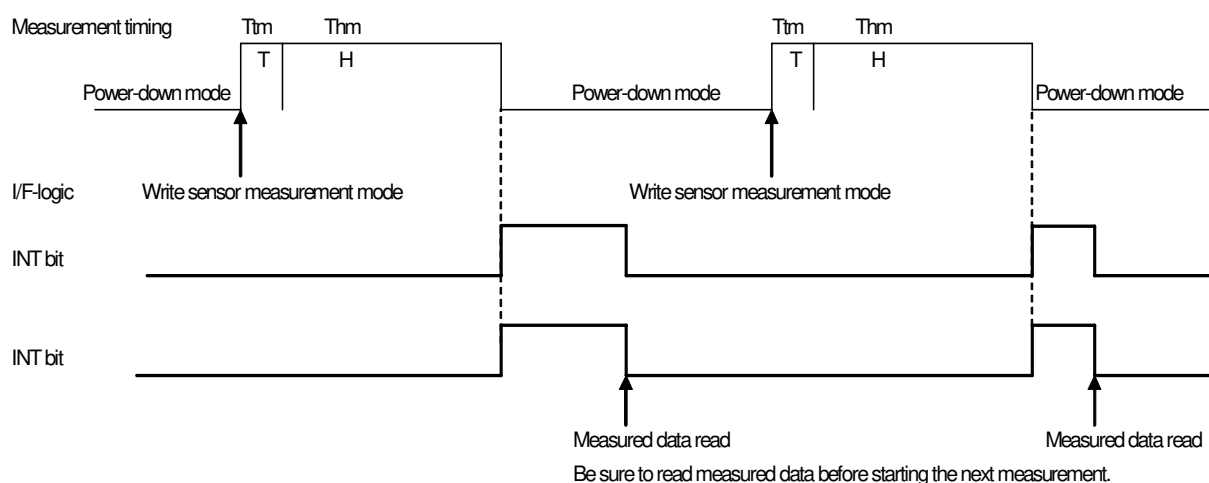 Measurement timing Ttm Thm Ttm Thm
T H T H
Power-down mode Power-down mode Power-down mode
I/F-logic Write sensor measurement mode Write sensor measurement mode
INT bit
INT bit
Measured data read Measured data read
Be sure to read measured data before starting the next measurement.